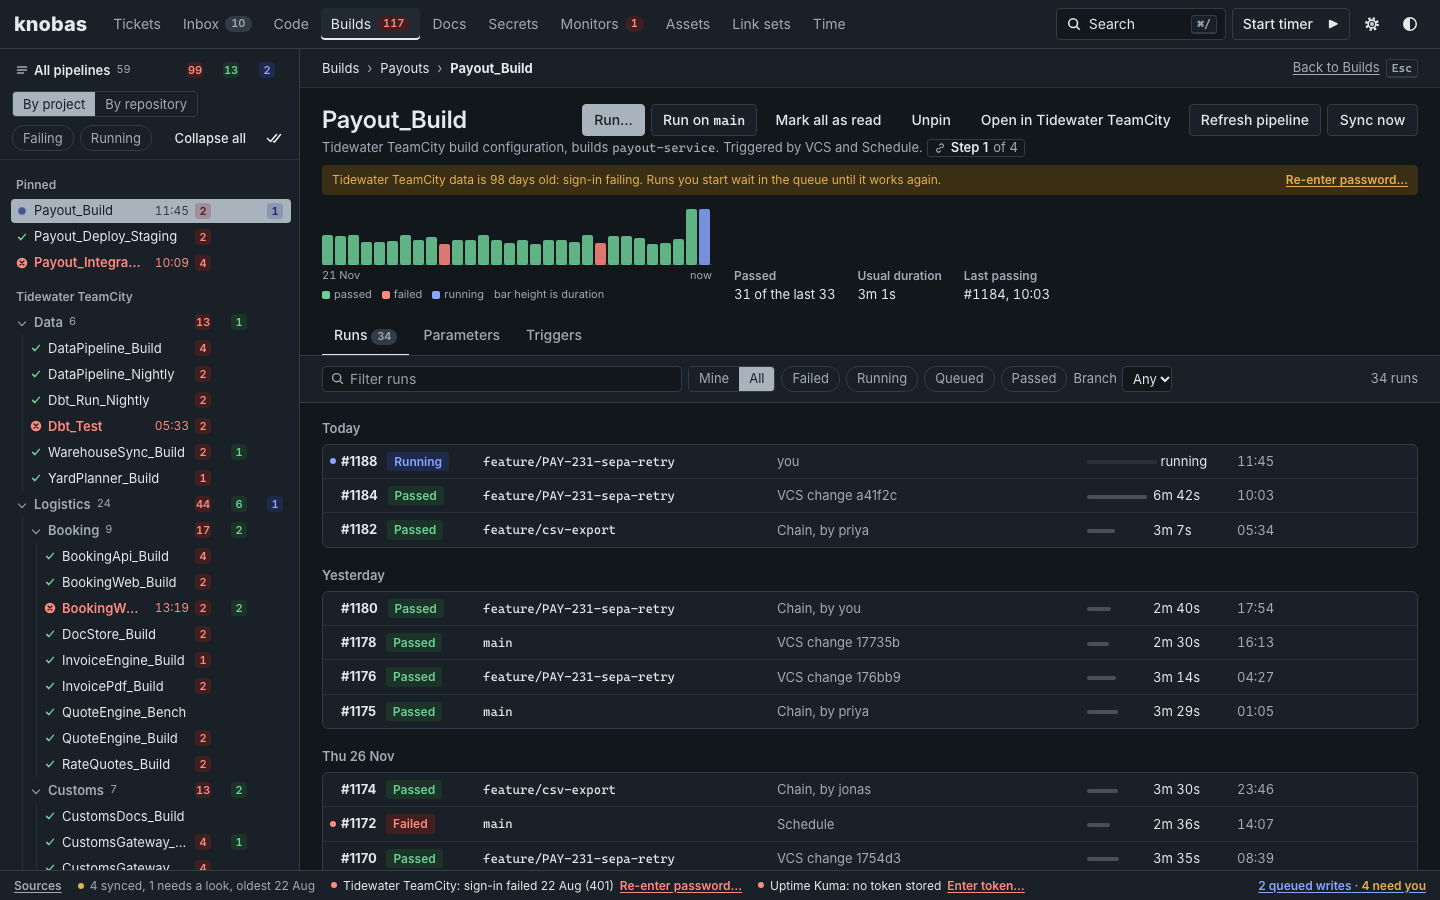 knobas Tickets Inbox 10 Code Builds 117 Docs Secrets Monitors 1 Assets Link sets Time Search ⌘/ Start timer
All pipelines 59 99 13 2
By project By repository
Failing Running Collapse all
Pinned
Payout_Build 11:45 2 1
Payout_Deploy_Staging 2
Payout_Integra... 10:09 4
Tidewater TeamCity
Data 6 13 1
DataPipeline_Build 4
DataPipeline_Nightly 2
Dbt_Run_Nightly 2
Dbt_Test 05:33 2
WarehouseSync_Build 2 1
YardPlanner_Build 1
Logistics 24 44 6 1
Booking 9 17 2
BookingApi_Build 4
BookingWeb_Build 2
BookingW... 13:19 2 2
DocStore_Build 2
InvoiceEngine_Build 1
InvoicePdf_Build 2
QuoteEngine_Bench
QuoteEngine_Build 2
RateQuotes_Build 2
Customs 7 13 2
CustomsDocs_Build
CustomsGateway_... 4 1
CustomsGateway 4
Builds › Payouts › Payout_Build Back to Builds Esc
Payout_Build Run... Run on main Mark all as read Unpin Open in Tidewater TeamCity Refresh pipeline Sync now
Tidewater TeamCity build configuration, builds payout-service. Triggered by VCS and Schedule. Step 1 of 4
Tidewater TeamCity data is 98 days old: sign-in failing. Runs you start wait in the queue until it works again. Re-enter password...
21 Nov now
passed failed running bar height is duration
Passed Usual duration Last passing
31 of the last 33 3m 1s #1184, 10:03
Runs 34 Parameters Triggers
Filter runs Mine All Failed Running Queued Passed Branch Any 34 runs
Today
#1188 Running feature/PAY-231-sepa-retry you running 11:45
#1184 Passed feature/PAY-231-sepa-retry VCS change a41f2c 6m 42s 10:03
#1182 Passed feature/csv-export Chain, by priya 3m 7s 05:34
Yesterday
#1180 Passed feature/PAY-231-sepa-retry Chain, by you 2m 40s 17:54
#1178 Passed main VCS change 17735b 2m 30s 16:13
#1176 Passed feature/PAY-231-sepa-retry VCS change 176bb9 3m 14s 04:27
#1175 Passed main Chain, by priya 3m 29s 01:05
Thu 26 Nov
#1174 Passed feature/csv-export Chain, by jonas 3m 30s 23:46
#1172 Failed main Schedule 2m 36s 14:07
#1170 Passed feature/PAY-231-sepa-retry VCS change 1754d3 3m 35s 08:39
Sources 4 synced, 1 needs a look, oldest 22 Aug Tidewater TeamCity: sign-in failed 22 Aug (401) Re-enter password... Uptime Kuma: no token stored Enter token... 2 queued writes · 4 need you